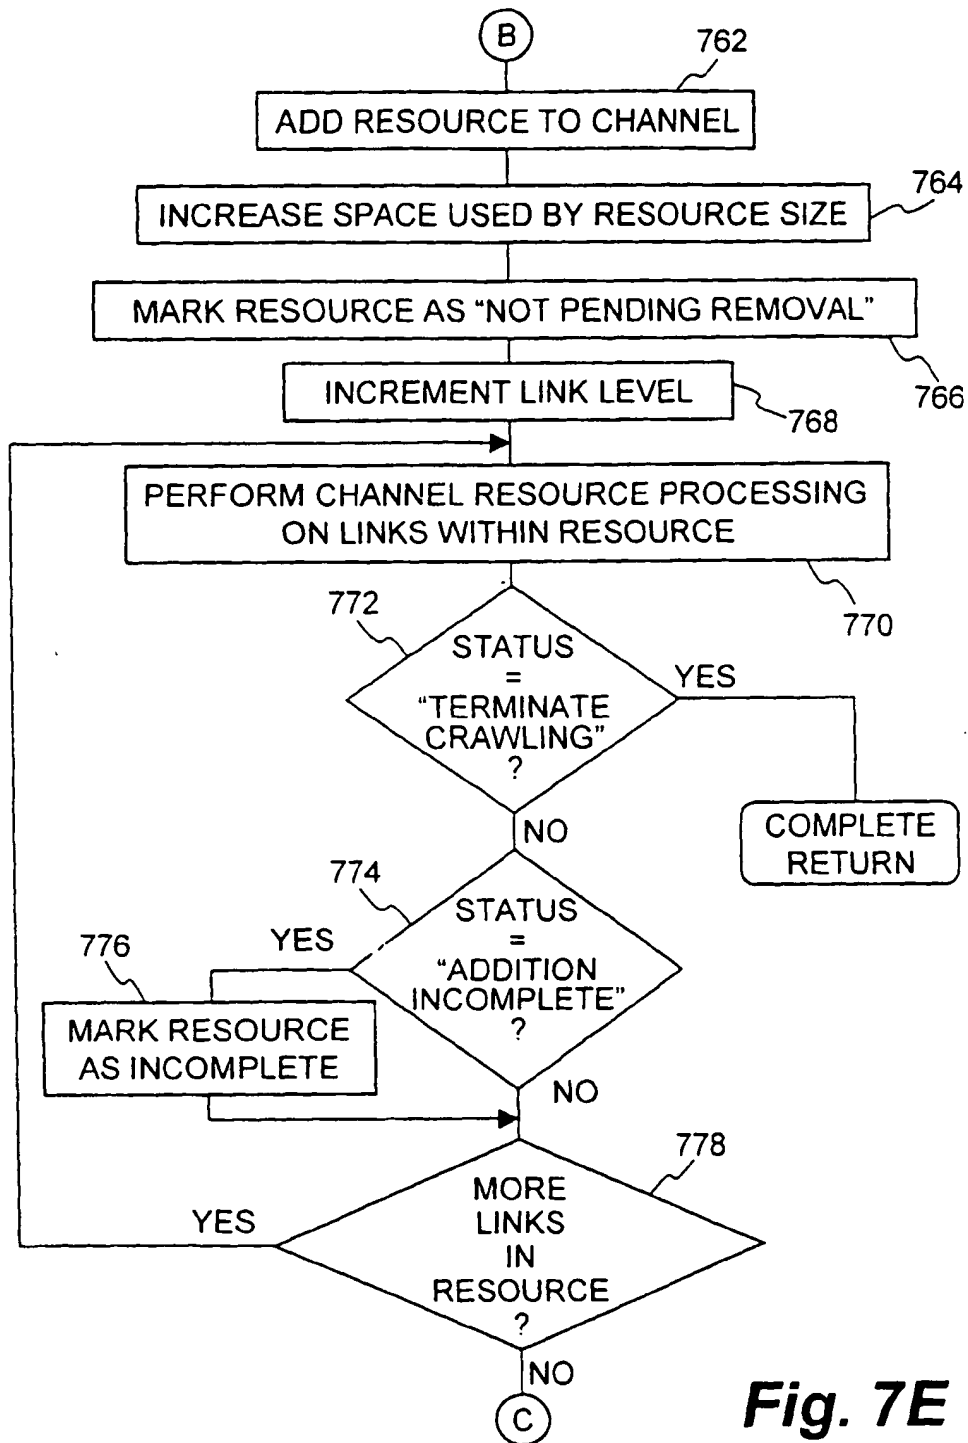 B
762
ADD RESOURCE TO CHANNEL
764
INCREASE SPACE USED BY RESOURCE SIZE
MARK RESOURCE AS “NOT PENDING REMOVAL”
766
INCREMENT LINK LEVEL
768
PERFORM CHANNEL RESOURCE PROCESSING
ON LINKS WITHIN RESOURCE
770
772
STATUS
=
“TERMINATE
CRAWLING”
?
YES
NO
COMPLETE
RETURN
774
STATUS
=
“ADDITION
INCOMPLETE”
?
YES
776
MARK RESOURCE
AS INCOMPLETE
NO
778
MORE
LINKS
IN
RESOURCE
?
YES
NO
C
Fig. 7E